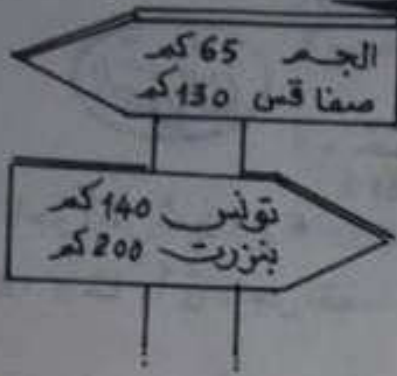 الجم 65 كم
صفاقس 130 كم
تونس 140 كم
بنزرت 200 كم